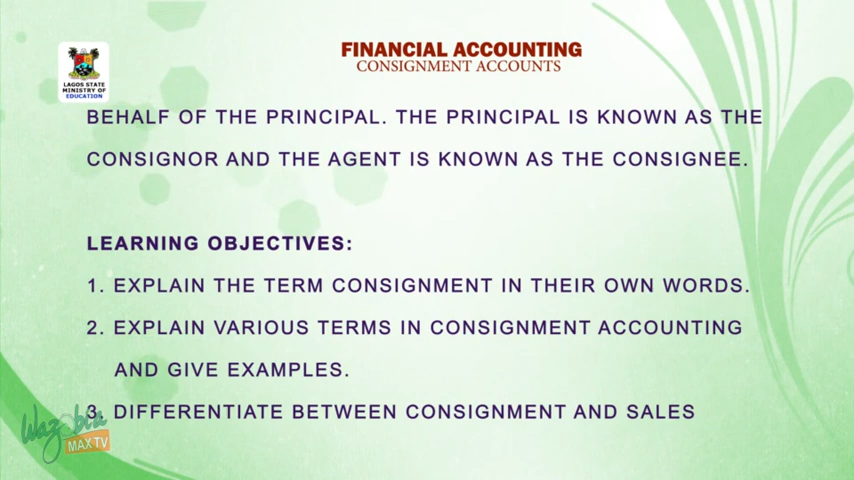 FINANCIAL ACCOUNTING
CONSIGNMENT ACCOUNTS
LAGOS STATE
MINISTRY OF
EDUCATION
BEHALF OF THE PRINCIPAL. THE PRINCIPAL IS KNOWN AS THE
CONSIGNOR AND THE AGENT IS KNOWN AS THE CONSIGNEE.
LEARNING OBJECTIVES:
1. EXPLAIN THE TERM CONSIGNMENT IN THEIR OWN WORDS.
2. EXPLAIN VARIOUS TERMS IN CONSIGNMENT ACCOUNTING
AND GIVE EXAMPLES.
3. DIFFERENTIATE BETWEEN CONSIGNMENT AND SALES
Wazobia
MAX TV